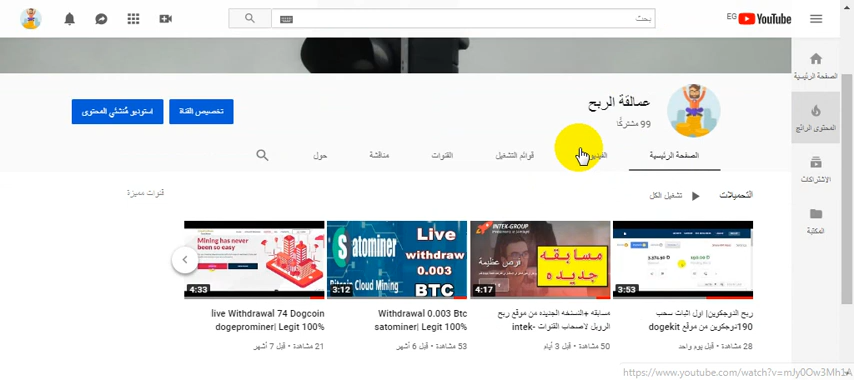 YouTube EG
بحث
الصفحة الرئيسية
المحتوى الرائج
الاشتراكات
المكتبة
عمالقة الربح
99 مشتركًا
تخصيص القناة
استوديو مُنشئي المحتوى
الصفحة الرئيسية
الفيديو
قوائم التشغيل
القنوات
مناقشة
حول
التحميلات
تشغيل الكل
قنوات مميزة
3:53
INTEX-GROUP
فرص عظيمة
مسابقه
جديده
4:17
Satominer
Bitcoin Cloud Mining
Live
withdraw
0.003
BTC
3:12
Mining has never
been so easy
4:33
ربح الدوجكوين| اول اثبات سحب
190دوجكوين من موقع dogekit
28 مشاهدة • قبل يوم واحد
مسابقه +النسخه الجديده من موقع ربح
الروبل لاصحاب القنوات -intek
50 مشاهدة • قبل 3 أيام
Withdrawal 0.003 Btc
satominer| Legit 100%
53 مشاهدة • قبل 6 أشهر
live Withdrawal 74 Dogcoin
dogeprominer| Legit 100%
21 مشاهدة • قبل 7 أشهر
https://www.youtube.com/watch?v=mJy0Ow3Mh1A